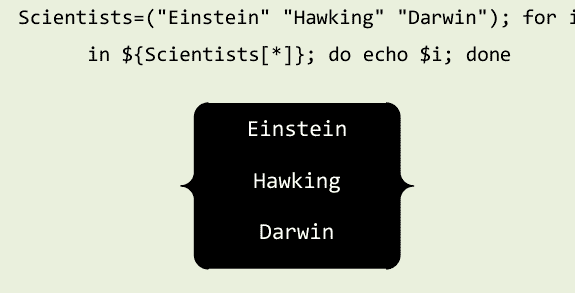 Scientists=("Einstein" "Hawking" "Darwin"); for i
in ${Scientists[*]}; do echo $i; done
Einstein
Hawking
Darwin